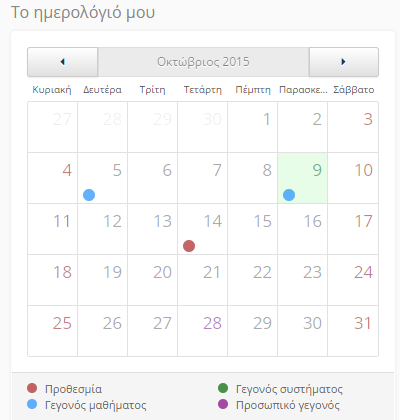 Το ημερολόγιό μου
Οκτώβριος 2015
Κυριακή Δευτέρα Τρίτη Τετάρτη Πέμπτη Παρασκε... Σάββατο
27 28 29 30 1 2 3
4 5 6 7 8 9 10
11 12 13 14 15 16 17
18 19 20 21 22 23 24
25 26 27 28 29 30 31
Προθεσμία Γεγονός συστήματος
Γεγονός μαθήματος Προσωπικό γεγονός